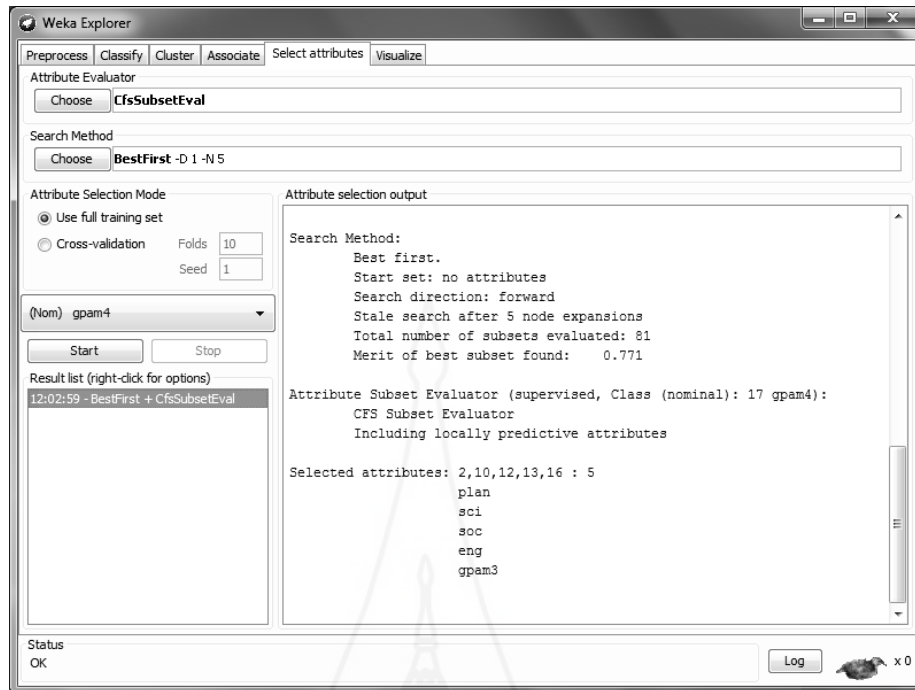 Weka Explorer
Preprocess Classify Cluster Associate Select attributes Visualize
Attribute Evaluator
Choose CfsSubsetEval
Search Method
Choose BestFirst -D 1 -N 5
Attribute Selection Mode
Use full training set
Cross-validation Folds 10
Seed 1
(Nom) gpam4
Start Stop
Result list (right-click for options)
12:02:59 - BestFirst + CfsSubsetEval
Attribute selection output
Search Method:
Best first.
Start set: no attributes
Search direction: forward
Stale search after 5 node expansions
Total number of subsets evaluated: 81
Merit of best subset found: 0.771
Attribute Subset Evaluator (supervised, Class (nominal): 17 gpam4):
CFS Subset Evaluator
Including locally predictive attributes
Selected attributes: 2,10,12,13,16 : 5
plan
sci
soc
eng
gpam3
Status
OK
Log x 0